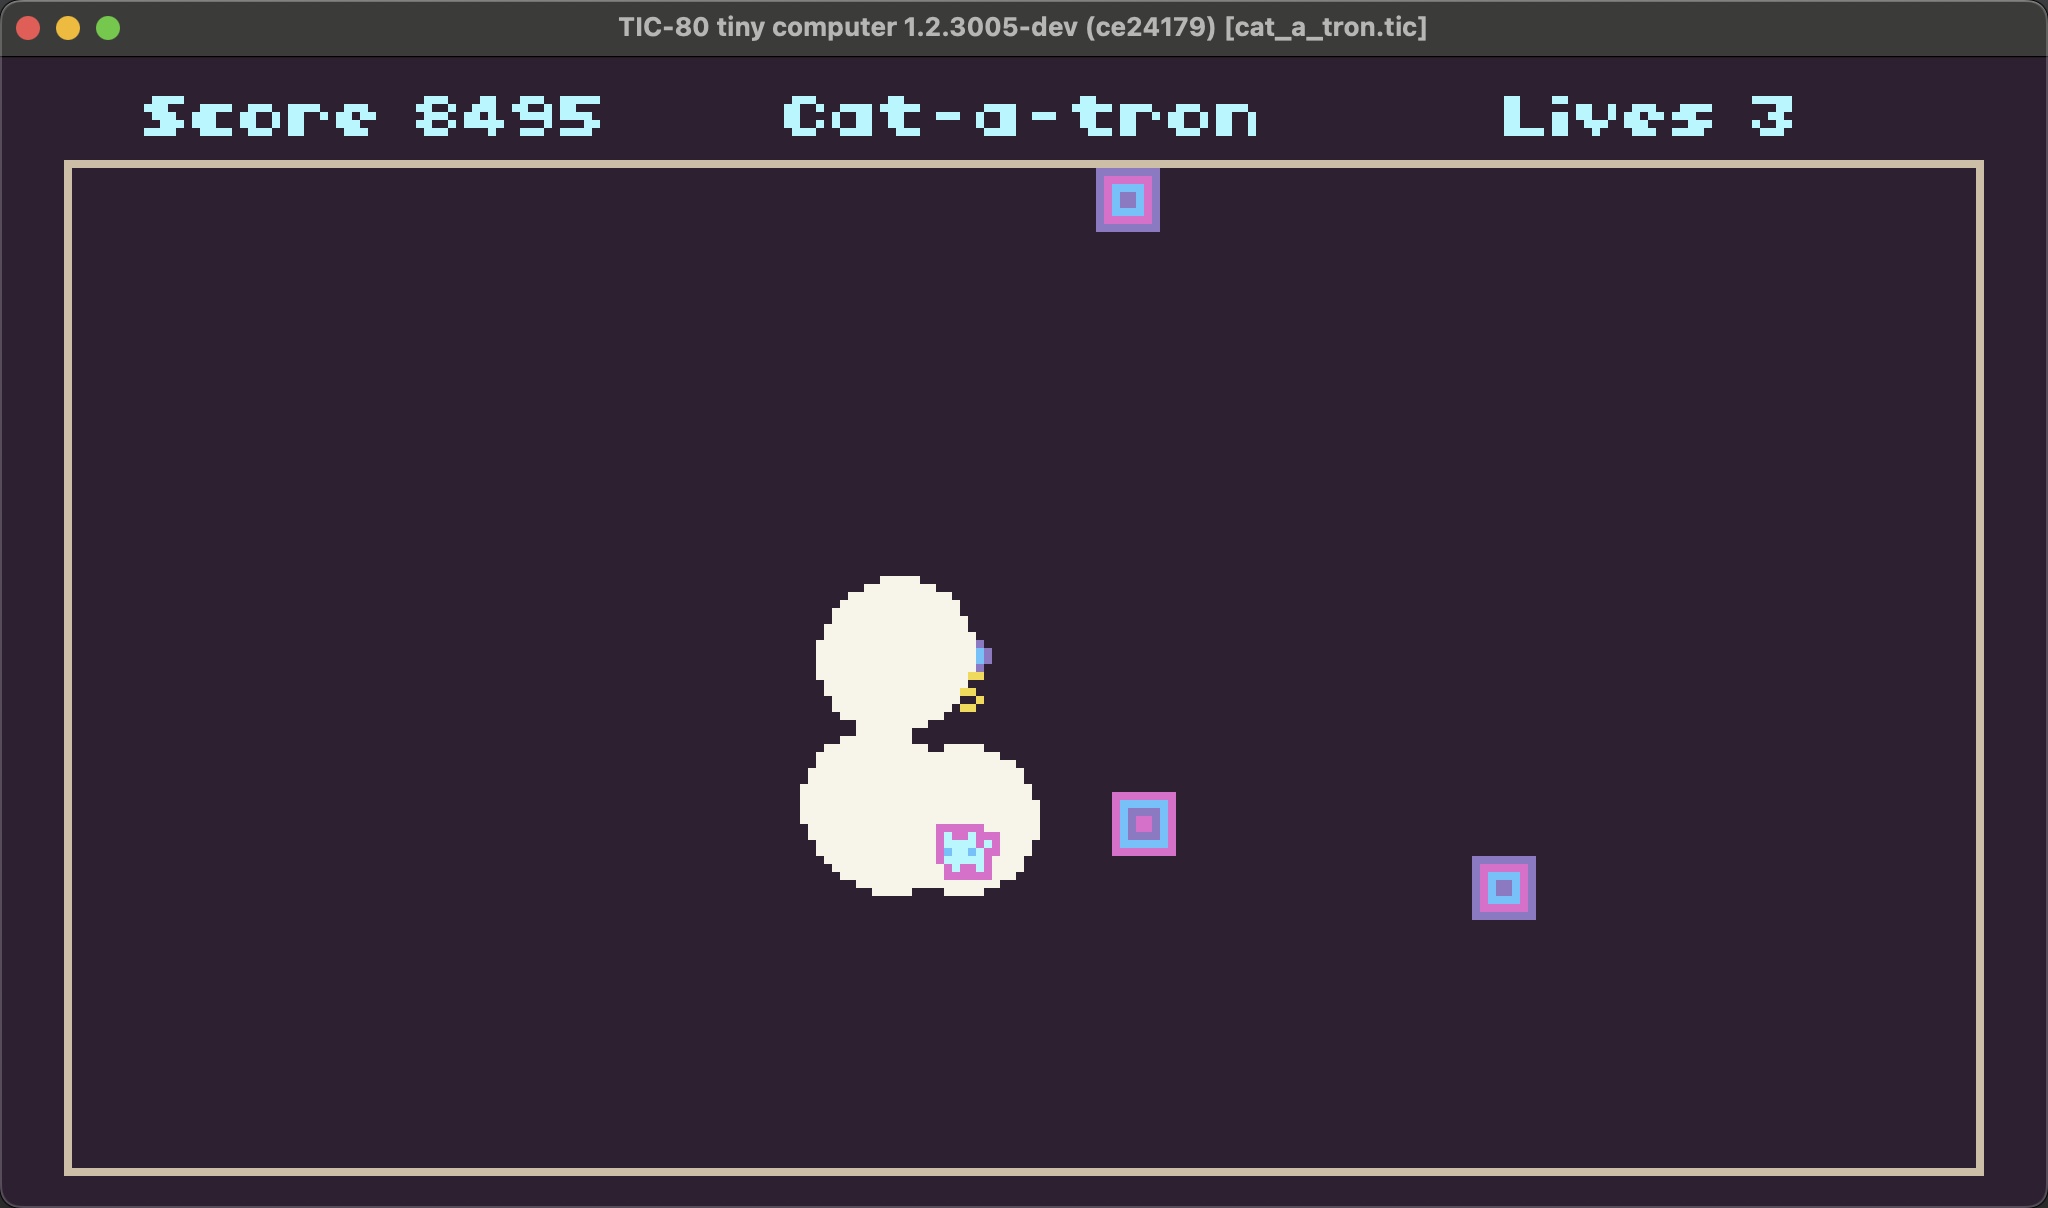 TIC-80 tiny computer 1.2.3005-dev (ce24179) [cat_a_tron.tic]
Score 8495 Cat-a-tron Lives 3